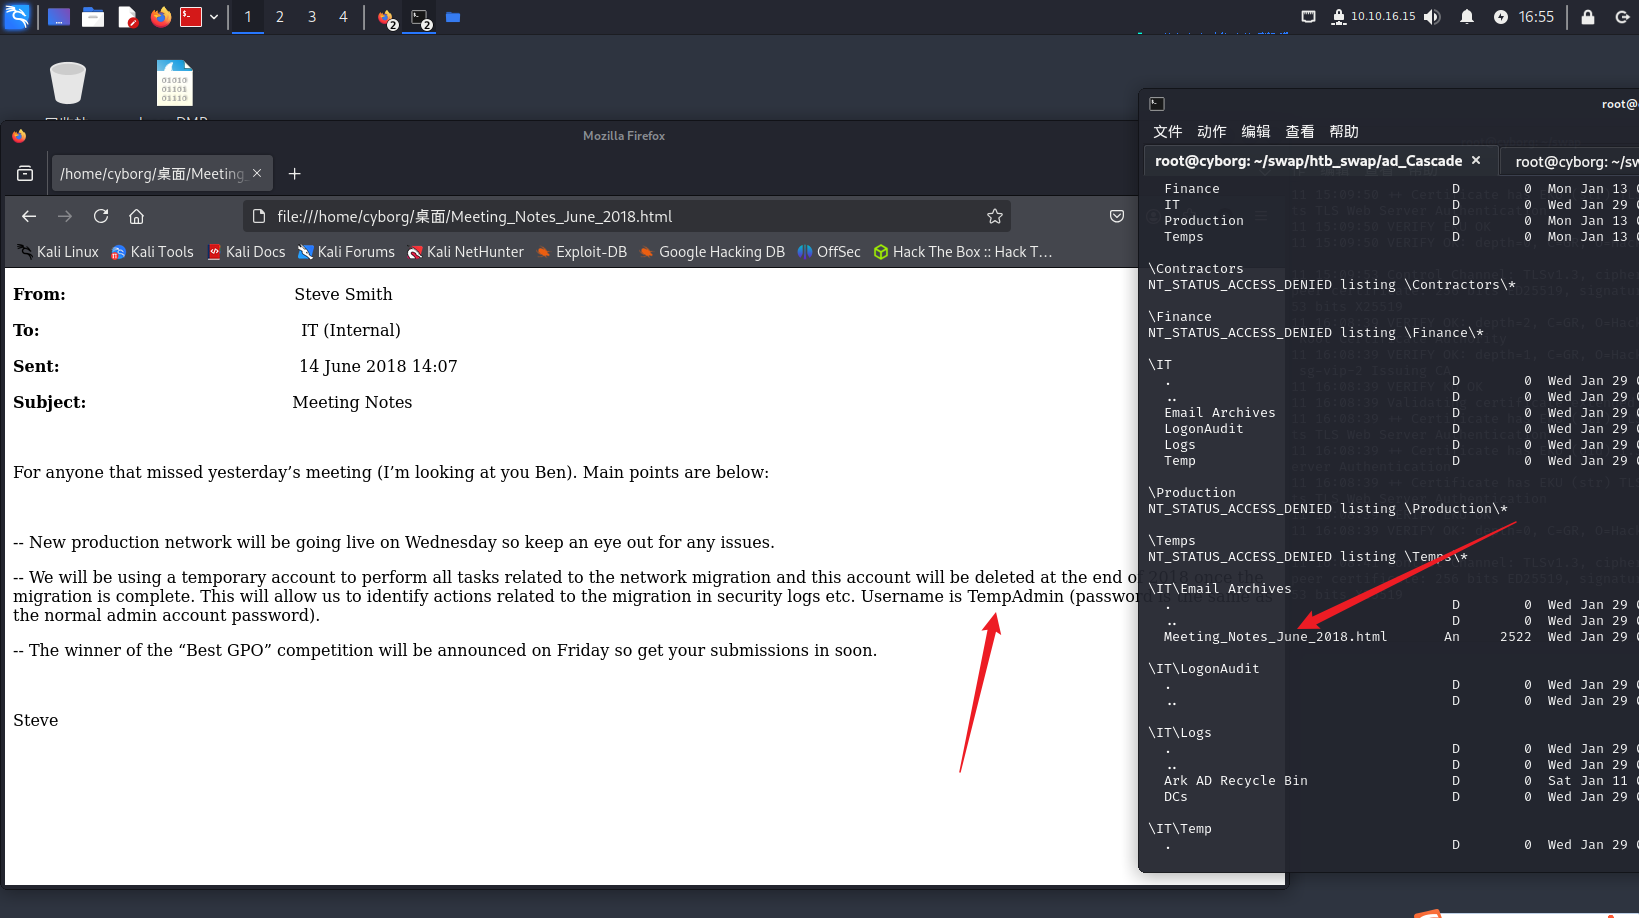 1 2 3 4
2
2
10.10.16.15
16:55
Mozilla Firefox
/home/cyborg/桌面/Meeting_
file:///home/cyborg/桌面/Meeting_Notes_June_2018.html
Kali Linux Kali Tools Kali Docs Kali Forums Kali NetHunter Exploit-DB Google Hacking DB OffSec Hack The Box :: Hack T…
From: Steve Smith
To: IT (Internal)
Sent: 14 June 2018 14:07
Subject: Meeting Notes
For anyone that missed yesterday’s meeting (I’m looking at you Ben). Main points are below:
-- New production network will be going live on Wednesday so keep an eye out for any issues.
-- We will be using a temporary account to perform all tasks related to the network migration and this account will be deleted at the end of 2018 once the
migration is complete. This will allow us to identify actions related to the migration in security logs etc. Username is TempAdmin (password is the same as
the normal admin account password).
-- The winner of the “Best GPO” competition will be announced on Friday so get your submissions in soon.
Steve
root@
文件 动作 编辑 查看 帮助
root@cyborg: ~/swap/htb_swap/ad_Cascade
root@cyborg: ~/sw
Finance D 0 Mon Jan 13
IT D 0 Wed Jan 29
Production D 0 Mon Jan 13
Temps D 0 Mon Jan 13
\Contractors
NT_STATUS_ACCESS_DENIED listing \Contractors\*
\Finance
NT_STATUS_ACCESS_DENIED listing \Finance\*
\IT
. D 0 Wed Jan 29
.. D 0 Wed Jan 29
Email Archives D 0 Wed Jan 29
LogonAudit D 0 Wed Jan 29
Logs D 0 Wed Jan 29
Temp D 0 Wed Jan 29
\Production
NT_STATUS_ACCESS_DENIED listing \Production\*
\Temps
NT_STATUS_ACCESS_DENIED listing \Temps\*
\IT\Email Archives
. D 0 Wed Jan 29
.. D 0 Wed Jan 29
Meeting_Notes_June_2018.html An 2522 Wed Jan 29
\IT\LogonAudit
. D 0 Wed Jan 29
.. D 0 Wed Jan 29
\IT\Logs
. D 0 Wed Jan 29
.. D 0 Wed Jan 29
Ark AD Recycle Bin D 0 Sat Jan 11
DCs D 0 Wed Jan 29
\IT\Temp
. D 0 Wed Jan 29